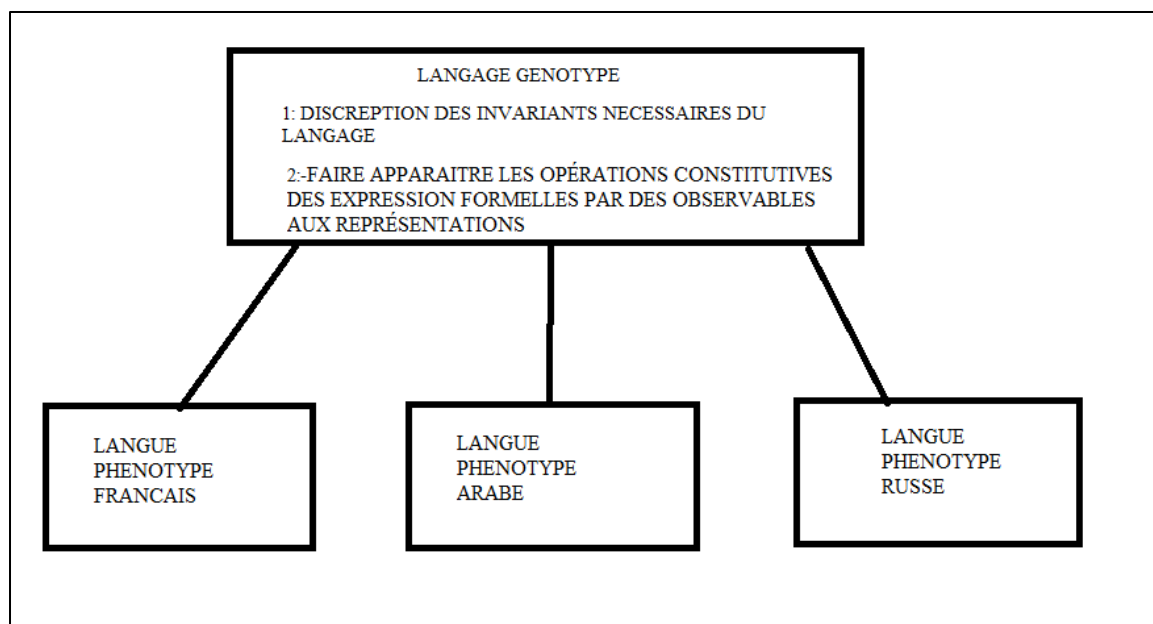 LANGAGE GENOTYPE
1: DISCREPTION DES INVARIANTS NECESSAIRES DU
LANGAGE
2:-FAIRE APPARAITRE LES OPÉRATIONS CONSTITUTIVES
DES EXPRESSION FORMELLES PAR DES OBSERVABLES
AUX REPRÉSENTATIONS
LANGUE
PHENOTYPE
FRANCAIS
LANGUE
PHENOTYPE
ARABE
LANGUE
PHENOTYPE
RUSSE